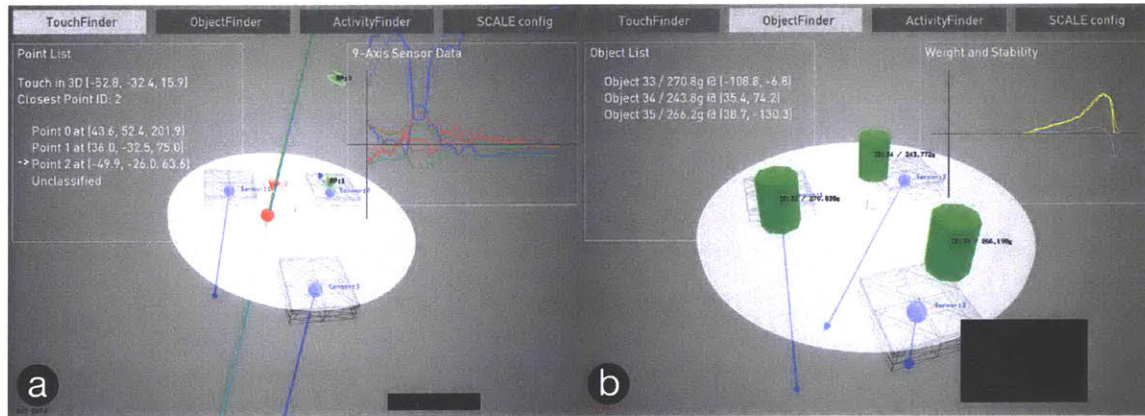 TouchFinder
ObjectFinder
ActivityFinder
SCALE config
Point List
Touch in 3D (-52.8, -32.4, 15.9)
Closest Point ID: 2
Point 0 at (43.6, 52.4, 201.9)
Point 1 at (36.0, -32.5, 75.0)
-> Point 2 at (-49.9, -26.0, 63.6)
Unclassified
9-Axis Sensor Data
Sensor:2
Sensor:3
a
TouchFinder
ObjectFinder
ActivityFinder
SCALE config
Object List
Object 33 / 270.8g @ (-108.8, -6.8)
Object 34 / 243.8g @ (35.4, 74.2)
Object 35 / 266.2g @ (38.7, -130.3)
Weight and Stability
b